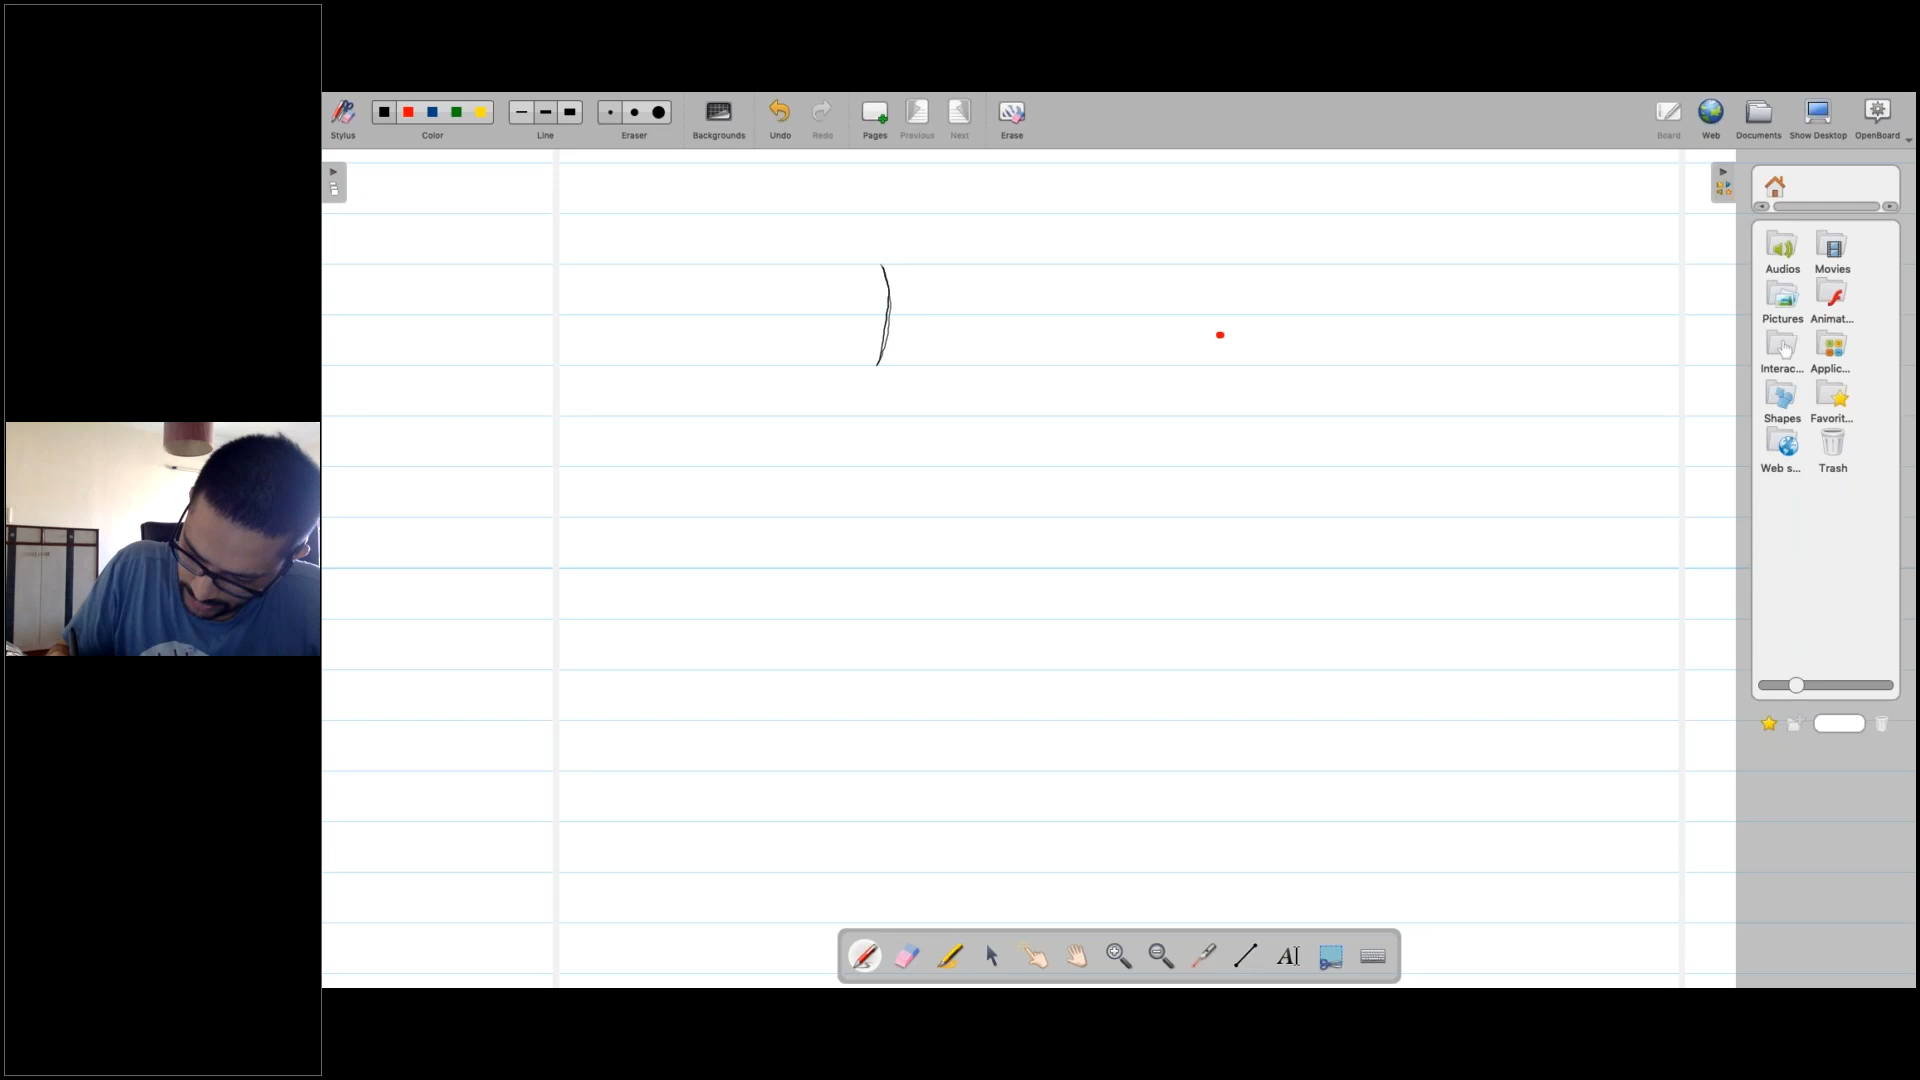 Stylus Color Line Eraser Backgrounds Undo Redo Pages Previous Next Erase Board Web Documents Show Desktop OpenBoard
Audios Movies
Pictures Animat...
Interac... Applic...
Shapes Favorit...
Web s... Trash
AI